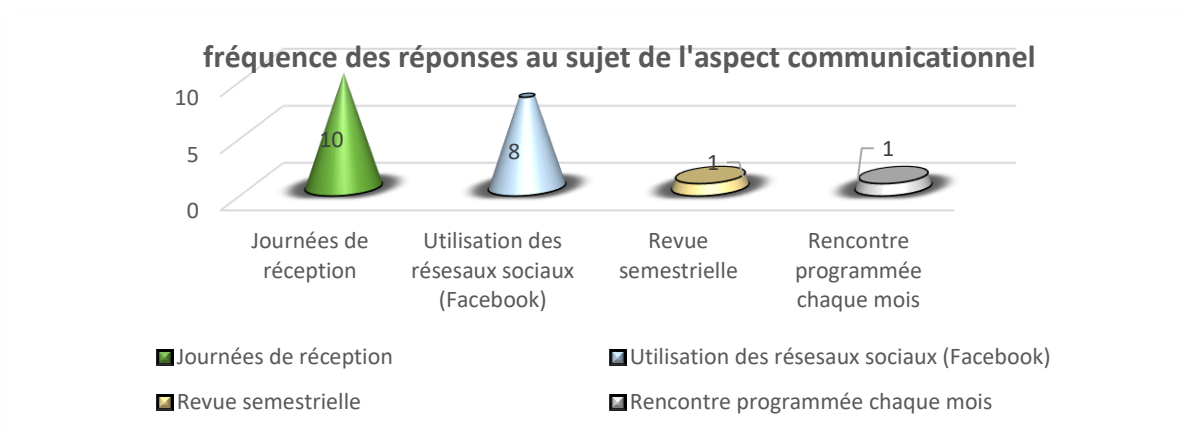 fréquence des réponses au sujet de l'aspect communicationnel
10
5
0
10
8
1
1
Journées de
réception
Utilisation des
résesaux sociaux
(Facebook)
Revue
semestrielle
Rencontre
programmée
chaque mois
Journées de réception
Utilisation des résesaux sociaux (Facebook)
Revue semestrielle
Rencontre programmée chaque mois